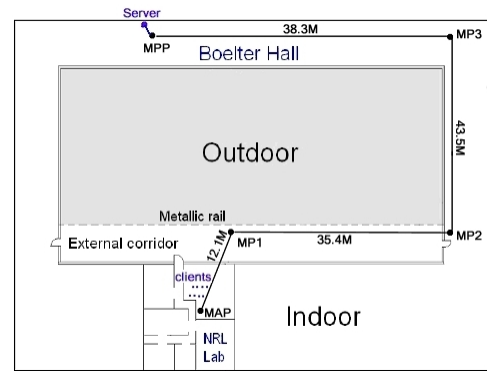 Server
38.3M
MPP
MP3
Boelter Hall
Outdoor
43.5M
Metallic rail
External corridor
12.1M
MP1
35.4M
MP2
clients
MAP
Indoor
NRL
Lab